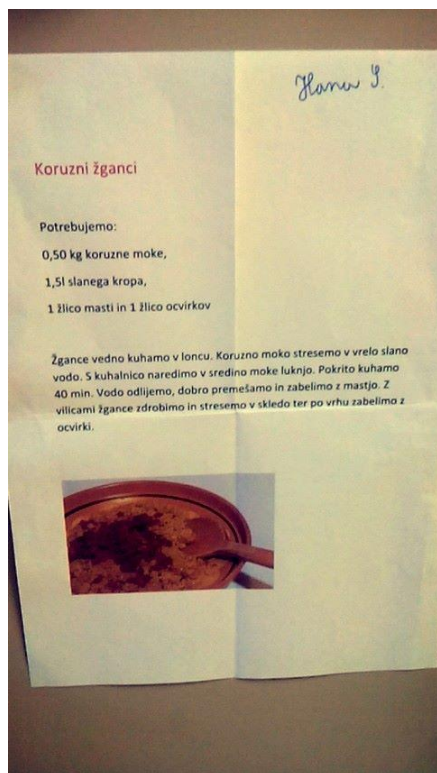 Hana S.
Koruzni žganci
Potrebujemo:
0,50 kg koruzne moke,
1,5l slanega kropa,
1 žlico masti in 1 žlico ocvirkov
Žgance vedno kuhamo v loncu. Koruzno moko stresemo v vrelo slano
vodo. S kuhalnico naredimo v sredino moke luknjo. Pokrito kuhamo
40 min. Vodo odlijemo, dobro premešamo in zabelimo z mastjo. Z
vilicami žgance zdrobimo in stresemo v skledo ter po vrhu zabelimo z
ocvirki.